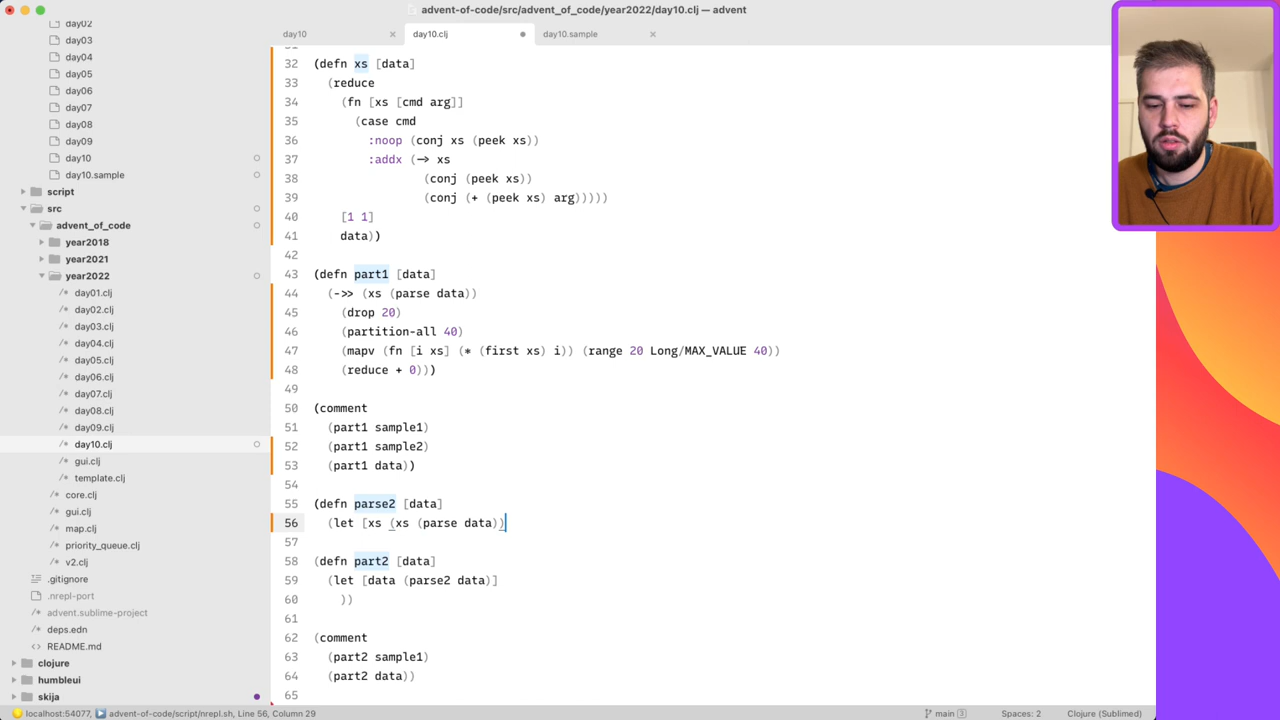 advent-of-code/src/advent_of_code/year2022/day10.clj — advent
day10
day10.clj
day10.sample
day02
day03
day04
day05
day06
day07
day08
day09
day10
day10.sample
script
src
advent_of_code
year2018
year2021
year2022
day01.clj
day02.clj
day03.clj
day04.clj
day05.clj
day06.clj
day07.clj
day08.clj
day09.clj
day10.clj
gui.clj
template.clj
core.clj
gui.clj
map.clj
priority_queue.clj
v2.clj
.gitignore
.nrepl-port
advent.sublime-project
deps.edn
README.md
clojure
humbleui
skija
32 (defn xs [data]
33 (reduce
34 (fn [xs [cmd arg]]
35 (case cmd
36 :noop (conj xs (peek xs))
37 :addx (-> xs
38 (conj (peek xs))
39 (conj (+ (peek xs) arg)))))
40 [1 1]
41 data))
42
43 (defn part1 [data]
44 (->> (xs (parse data))
45 (drop 20)
46 (partition-all 40)
47 (mapv (fn [i xs] (* (first xs) i)) (range 20 Long/MAX_VALUE 40))
48 (reduce + 0)))
49
50 (comment
51 (part1 sample1)
52 (part1 sample2)
53 (part1 data))
54
55 (defn parse2 [data]
56 (let [xs (xs (parse data))
57
58 (defn part2 [data]
59 (let [data (parse2 data)]
60 ))
61
62 (comment
63 (part2 sample1)
64 (part2 data))
65
localhost:54077, advent-of-code/script/nrepl.sh, Line 56, Column 29
main 3
Spaces: 2
Clojure (Sublimed)